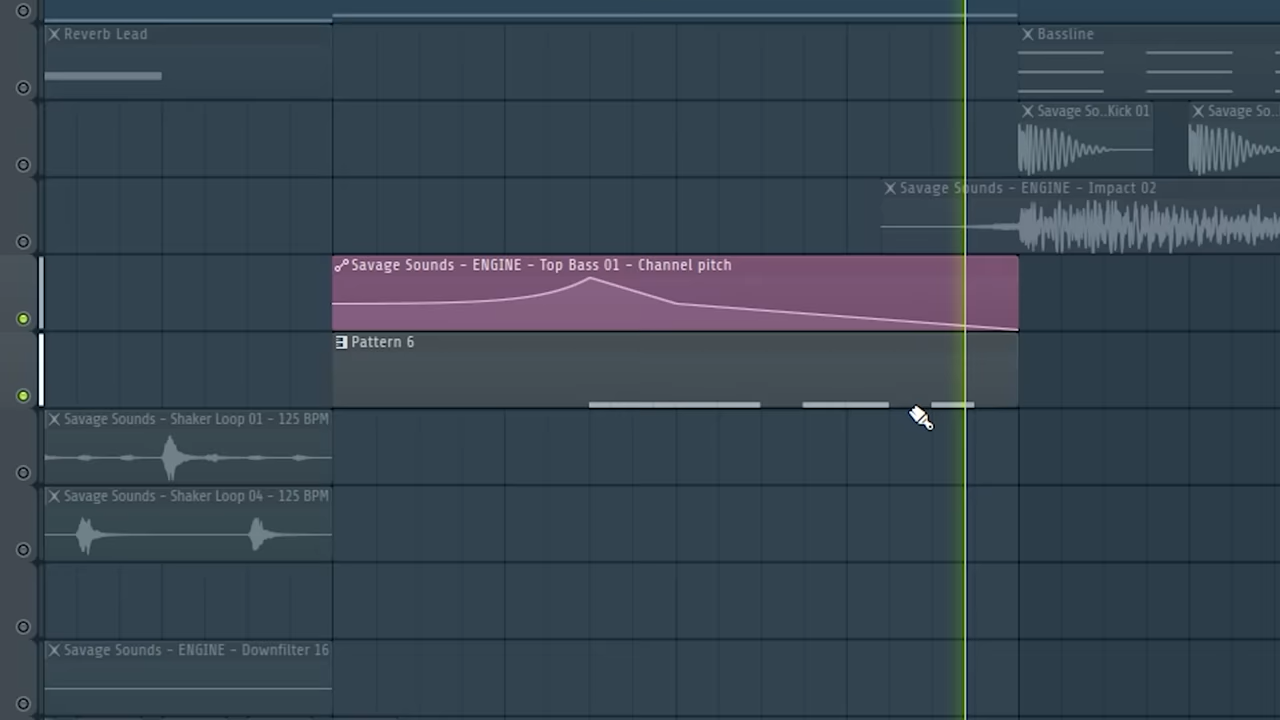 Reverb Lead
Bassline
Savage So..Kick 01
Savage So..
Savage Sounds - ENGINE - Impact 02
Savage Sounds - ENGINE - Top Bass 01 - Channel pitch
Pattern 6
Savage Sounds - Shaker Loop 01 - 125 BPM
Savage Sounds - Shaker Loop 04 - 125 BPM
Savage Sounds - ENGINE - Downfilter 16